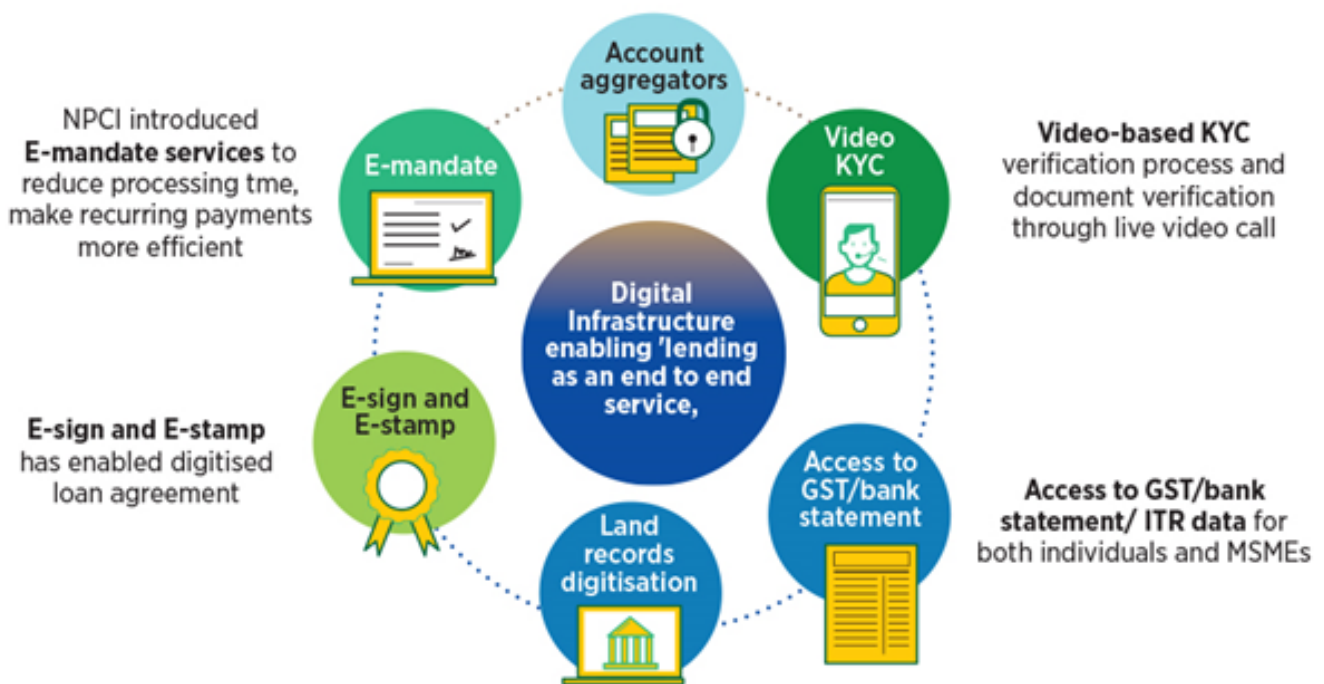 Account
aggregators
NPCI introduced
E-mandate services to
reduce processing tme,
make recurring payments
more efficient
E-mandate
Video
KYC
Video-based KYC
verification process and
document verification
through live video call
Digital
Infrastructure
enabling 'lending
as an end to end
service,
E-sign and E-stamp
has enabled digitised
loan agreement
E-sign and
E-stamp
Access to
GST/bank
statement
Access to GST/bank
statement/ ITR data for
both individuals and MSMEs
Land
records
digitisation